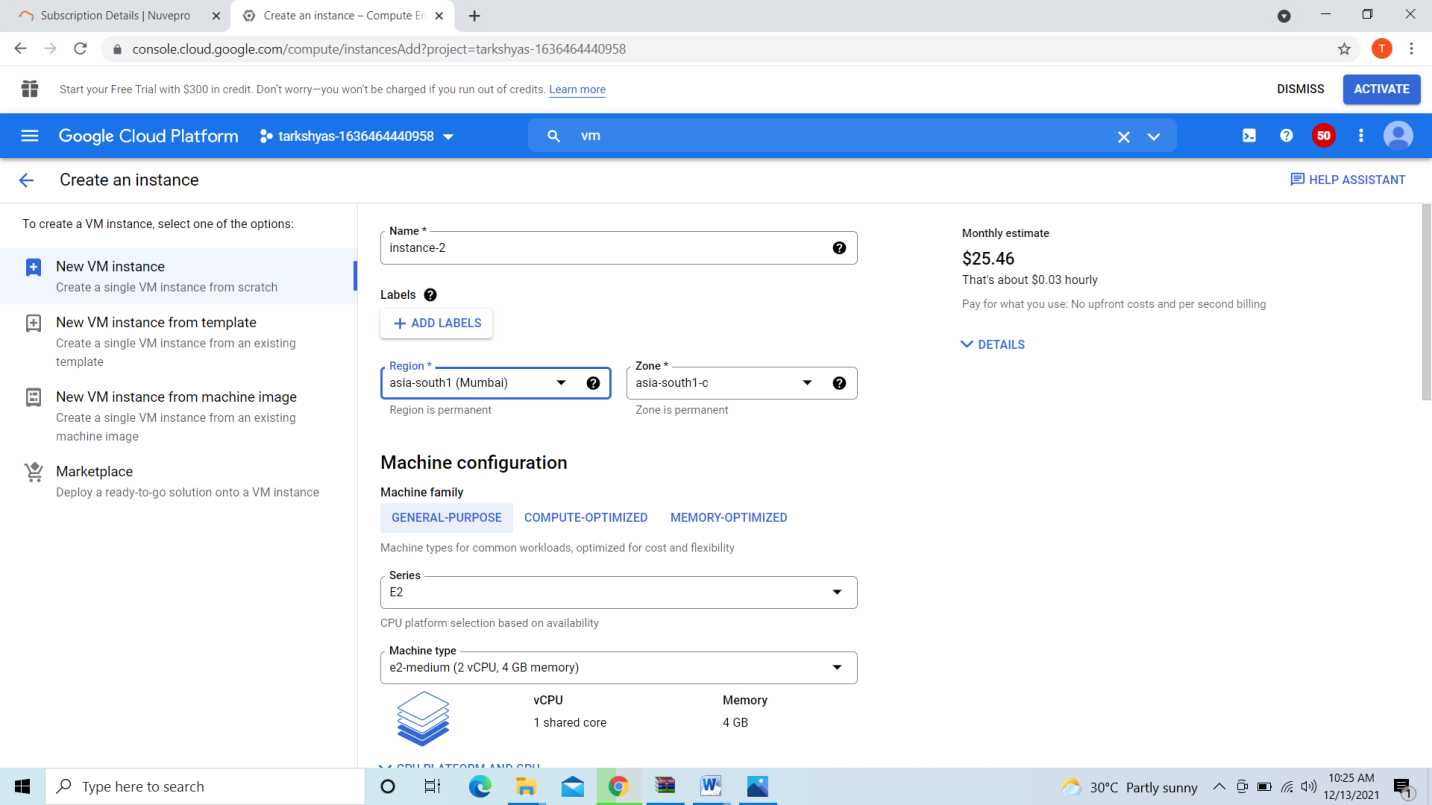 Subscription Details | Nuvepro
Create an instance – Compute En
console.cloud.google.com/compute/instancesAdd?project=tarkshyas-1636464440958
T
Start your Free Trial with $300 in credit. Don't worry—you won't be charged if you run out of credits. Learn more
DISMISS
ACTIVATE
Google Cloud Platform
tarkshyas-1636464440958
vm
50
Create an instance
HELP ASSISTANT
To create a VM instance, select one of the options:
New VM instance
Create a single VM instance from scratch
New VM instance from template
Create a single VM instance from an existing
template
New VM instance from machine image
Create a single VM instance from an existing
machine image
Marketplace
Deploy a ready-to-go solution onto a VM instance
Name *
instance-2
Labels
ADD LABELS
Region *
asia-south1 (Mumbai)
Region is permanent
Zone *
asia-south1-c
Zone is permanent
Machine configuration
Machine family
GENERAL-PURPOSE
COMPUTE-OPTIMIZED
MEMORY-OPTIMIZED
Machine types for common workloads, optimized for cost and flexibility
Series
E2
CPU platform selection based on availability
Machine type
e2-medium (2 vCPU, 4 GB memory)
vCPU
1 shared core
Memory
4 GB
CPU PLATFORM AND GPU
Monthly estimate
$25.46
That's about $0.03 hourly
Pay for what you use: No upfront costs and per second billing
DETAILS
Type here to search
30°C Partly sunny
10:25 AM
12/13/2021
1